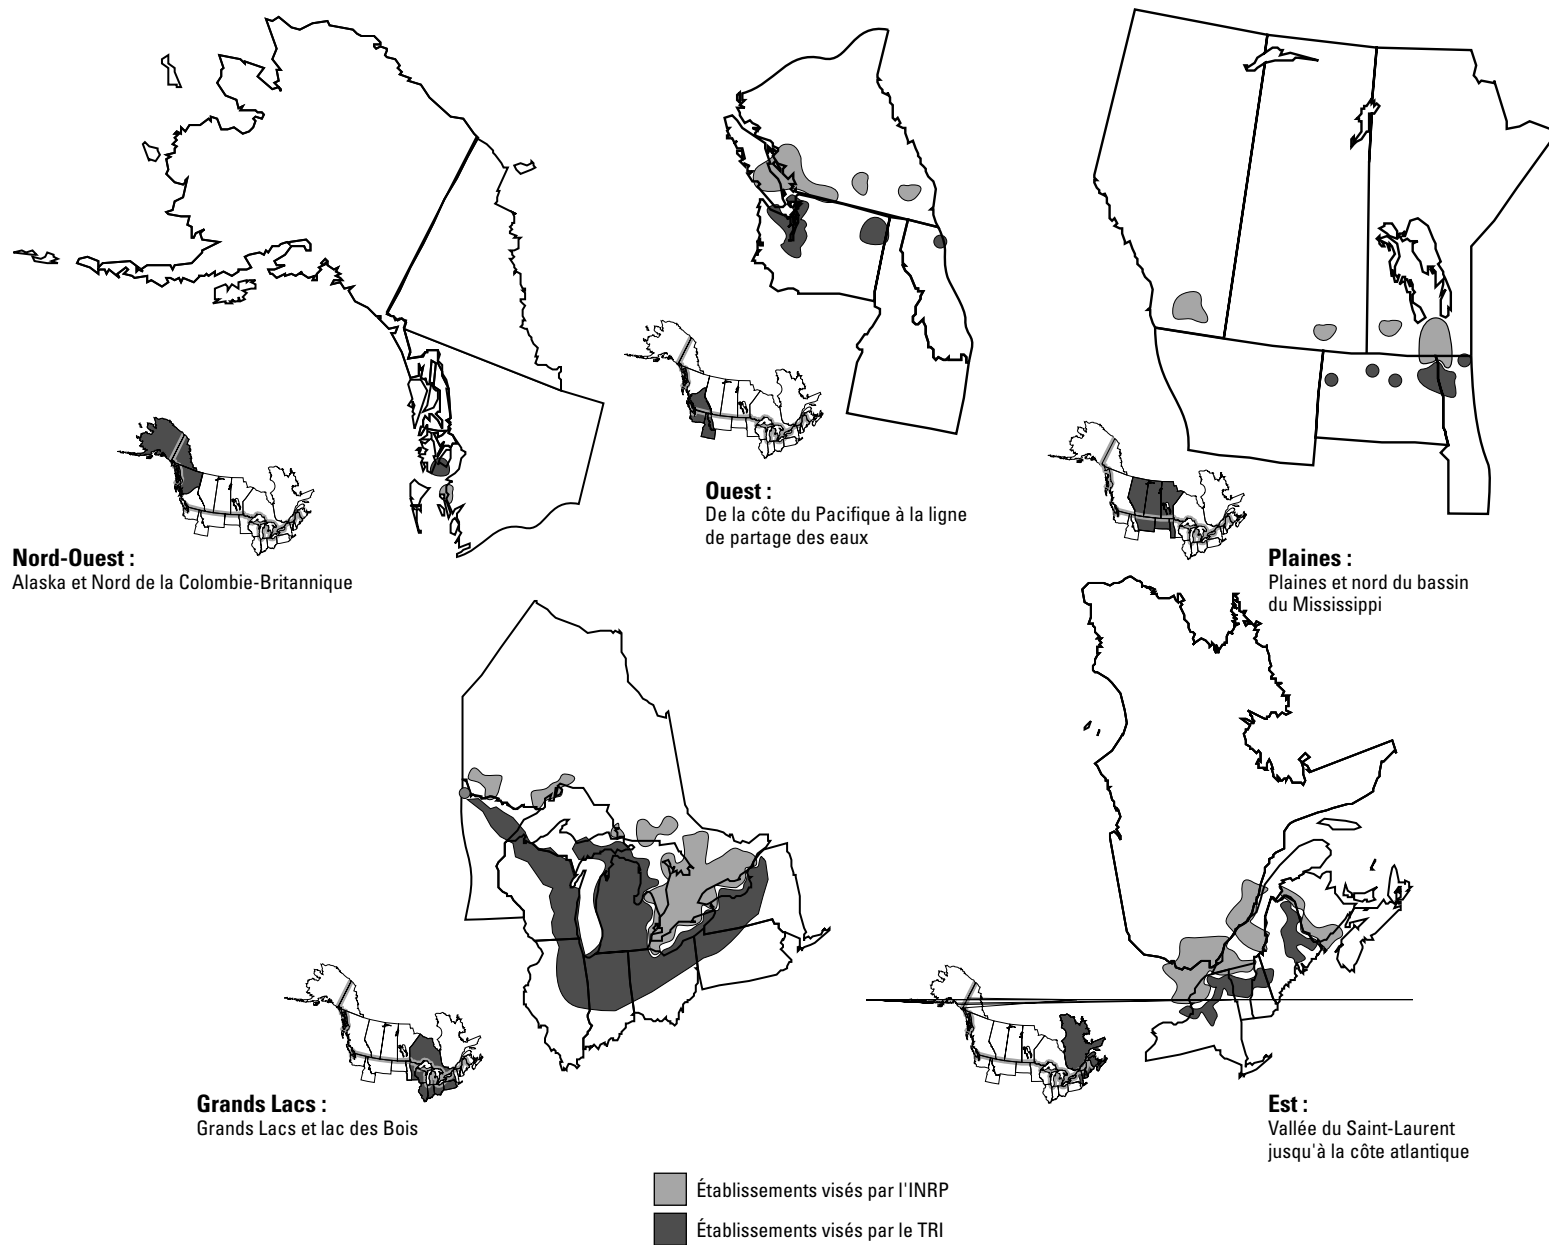 Ouest :
De la côte du Pacifique à la ligne
de partage des eaux
Nord-Ouest :
Alaska et Nord de la Colombie-Britannique
Plaines :
Plaines et nord du bassin
du Mississippi
Grands Lacs :
Grands Lacs et lac des Bois
Est :
Vallée du Saint-Laurent
jusqu'à la côte atlantique
Établissements visés par l'INRP
Établissements visés par le TRI